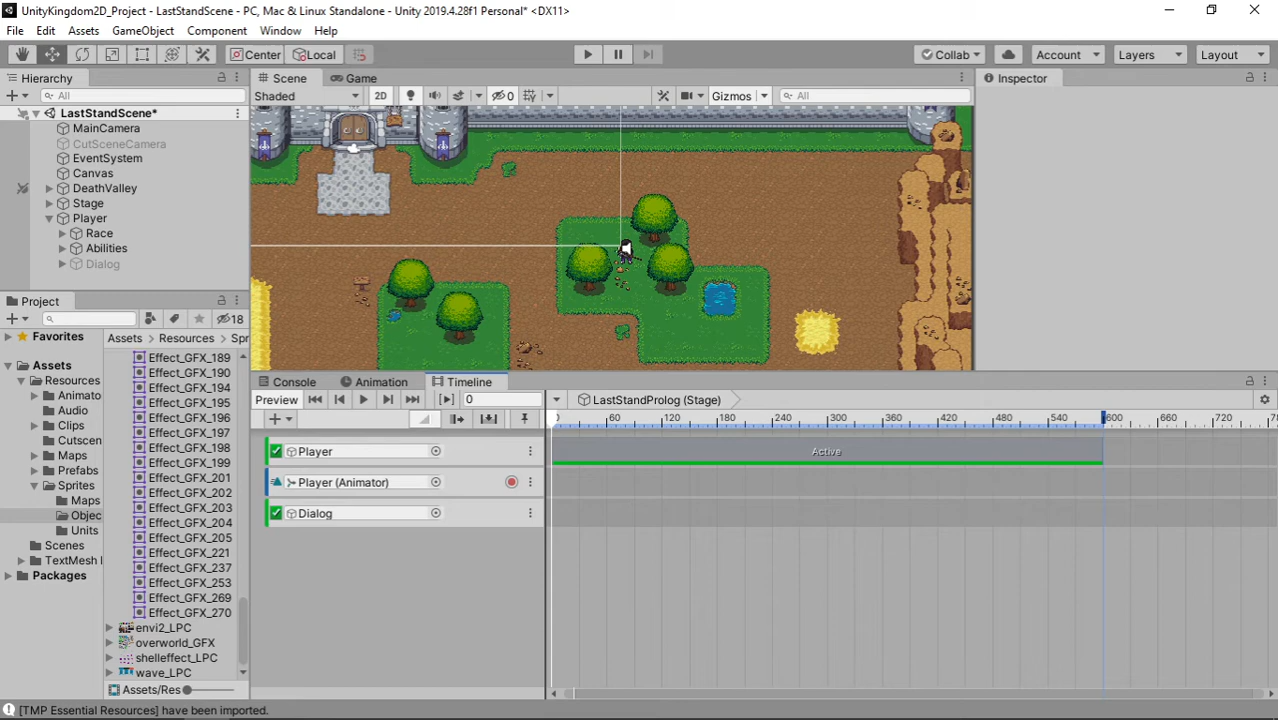 UnityKingdom2D_Project - LastStandScene - PC, Mac & Linux Standalone - Unity 2019.4.28f1 Personal* <DX11>
File Edit Assets GameObject Component Window Help
Center Local Collab Account Layers Layout
Hierarchy Scene Game Inspector
All Shaded 2D 0 Gizmos All
LastStandScene*
MainCamera
CutSceneCamera
EventSystem
Canvas
DeathValley
Stage
Player
Race
Abilities
Dialog
Project
18
Favorites
Assets
Resources
Animato
Audio
Clips
Cutscen
Maps
Prefabs
Sprites
Maps
Objec
Units
Scenes
TextMesh
Packages
Assets Resources Spr
Effect_GFX_189
Effect_GFX_190
Effect_GFX_194
Effect_GFX_195
Effect_GFX_196
Effect_GFX_197
Effect_GFX_198
Effect_GFX_199
Effect_GFX_201
Effect_GFX_202
Effect_GFX_203
Effect_GFX_204
Effect_GFX_205
Effect_GFX_221
Effect_GFX_237
Effect_GFX_253
Effect_GFX_269
Effect_GFX_270
envi2_LPC
overworld_GFX
shelleffect_LPC
wave_LPC
Assets/Res
Console Animation Timeline
Preview 0 LastStandProlog (Stage)
0 60 120 180 240 300 360 420 480 540 600 660 720 78
Player Active
Player (Animator)
Dialog
[TMP Essential Resources] have been imported.